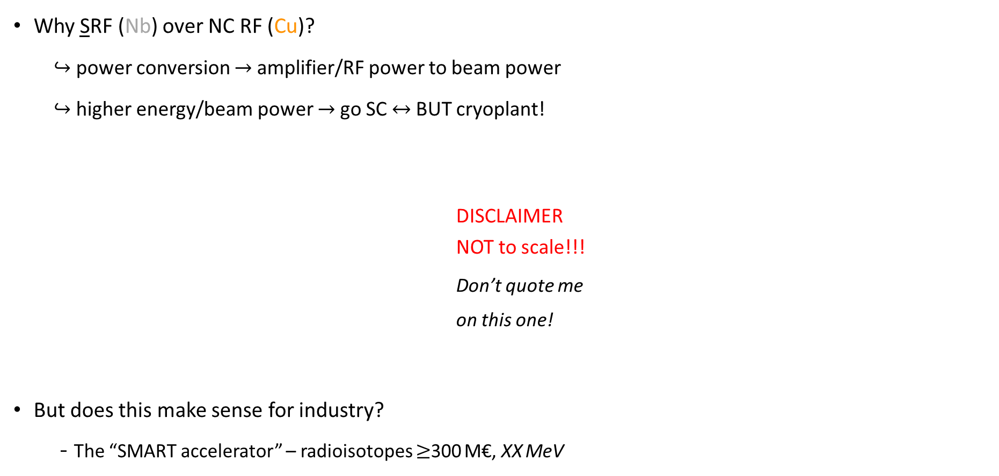 • Why SRF (Nb) over NC RF (Cu)?
↪ power conversion → amplifier/RF power to beam power
↪ higher energy/beam power → go SC ↔ BUT cryoplant!
DISCLAIMER
NOT to scale!!!
Don’t quote me
on this one!
• But does this make sense for industry?
- The “SMART accelerator” – radioisotopes ≥300 M€, XX MeV